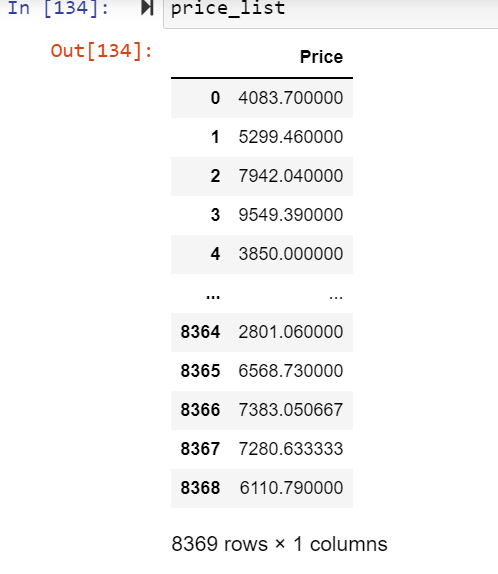 In [134]: price_list
Out[134]:
Price
0 4083.700000
1 5299.460000
2 7942.040000
3 9549.390000
4 3850.000000
... ...
8364 2801.060000
8365 6568.730000
8366 7383.050667
8367 7280.633333
8368 6110.790000
8369 rows × 1 columns